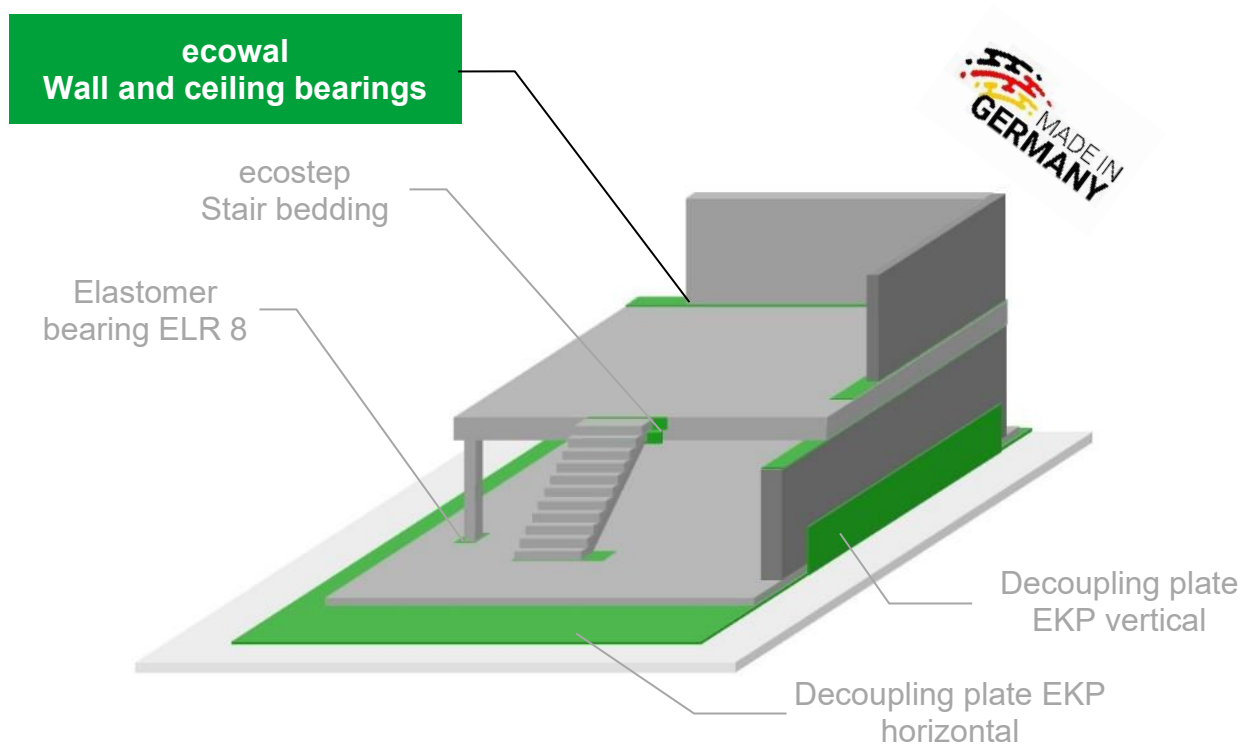 ecowal
Wall and ceiling bearings
MADE IN
GERMANY
ecostep
Stair bedding
Elastomer
bearing ELR 8
Decoupling plate
EKP vertical
Decoupling plate EKP
horizontal